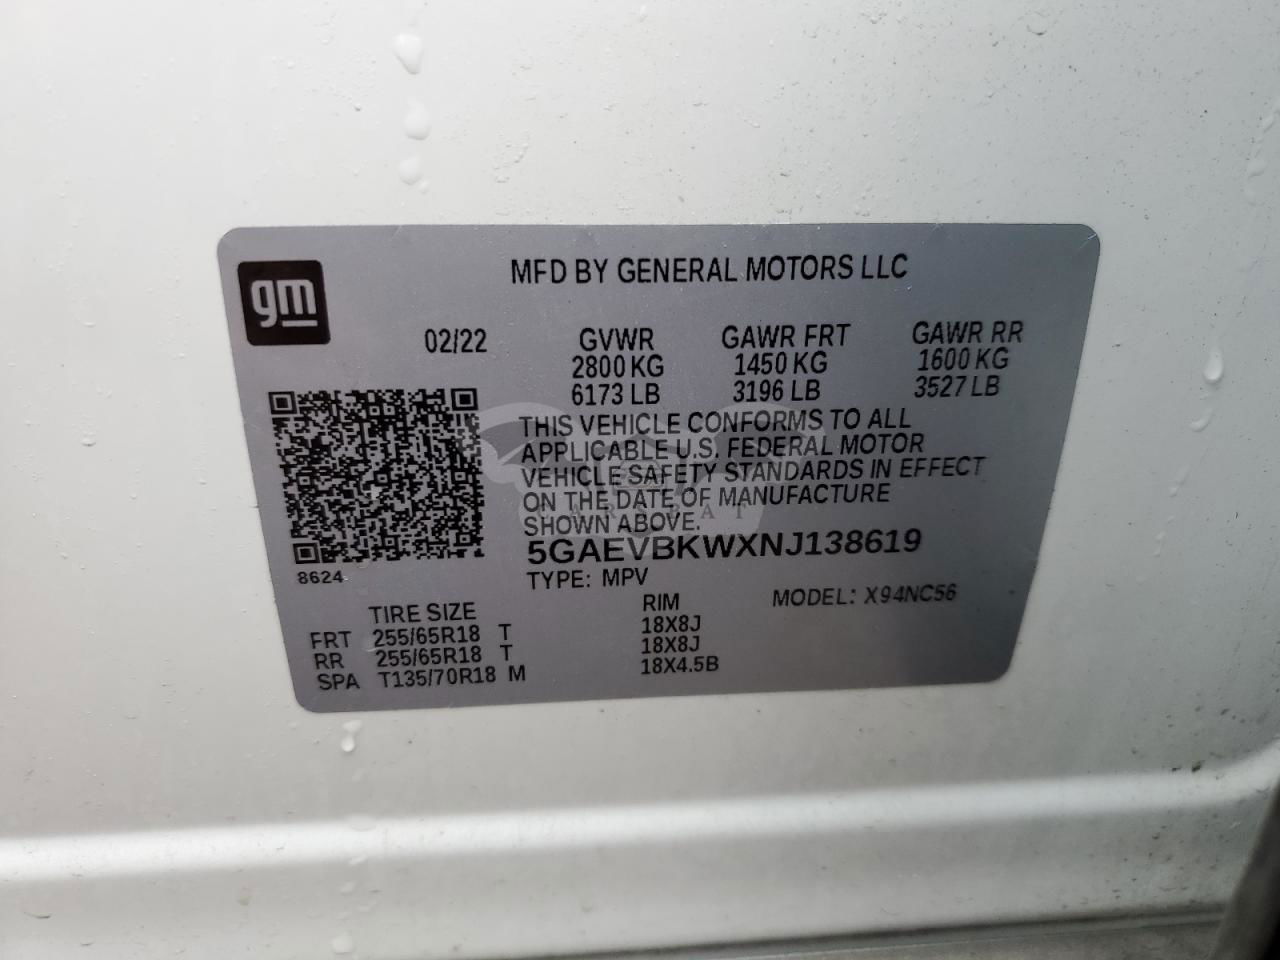 gm
MFD BY GENERAL MOTORS LLC
02/22 GVWR GAWR FRT GAWR RR
2800 KG 1450 KG 1600 KG
6173 LB 3196 LB 3527 LB
THIS VEHICLE CONFORMS TO ALL
APPLICABLE U.S. FEDERAL MOTOR
VEHICLE SAFETY STANDARDS IN EFFECT
ON THE DATE OF MANUFACTURE
CARSBAT
SHOWN ABOVE.
5GAEVBKWXNJ138619
8624
TYPE: MPV MODEL: X94NC56
TIRE SIZE RIM
FRT 255/65R18 T 18X8J
RR 255/65R18 T 18X8J
SPA T135/70R18 M 18X4.5B